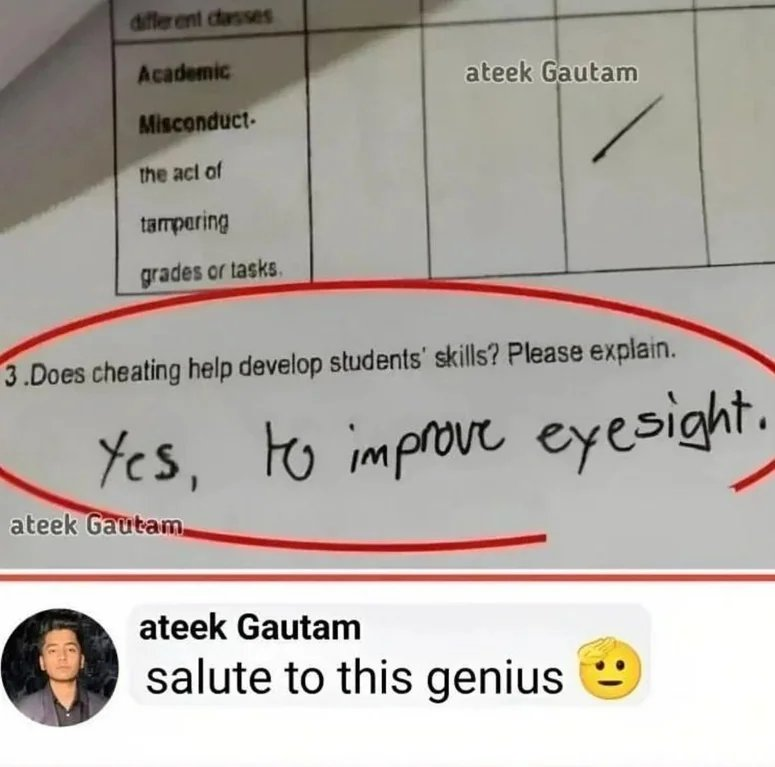 different classes
Academic
Misconduct-
the act of
tampering
grades or tasks.
ateek Gautam
3 .Does cheating help develop students' skills? Please explain.
Yes, to improve eyesight.
ateek Gautam
ateek Gautam
salute to this genius 🫡